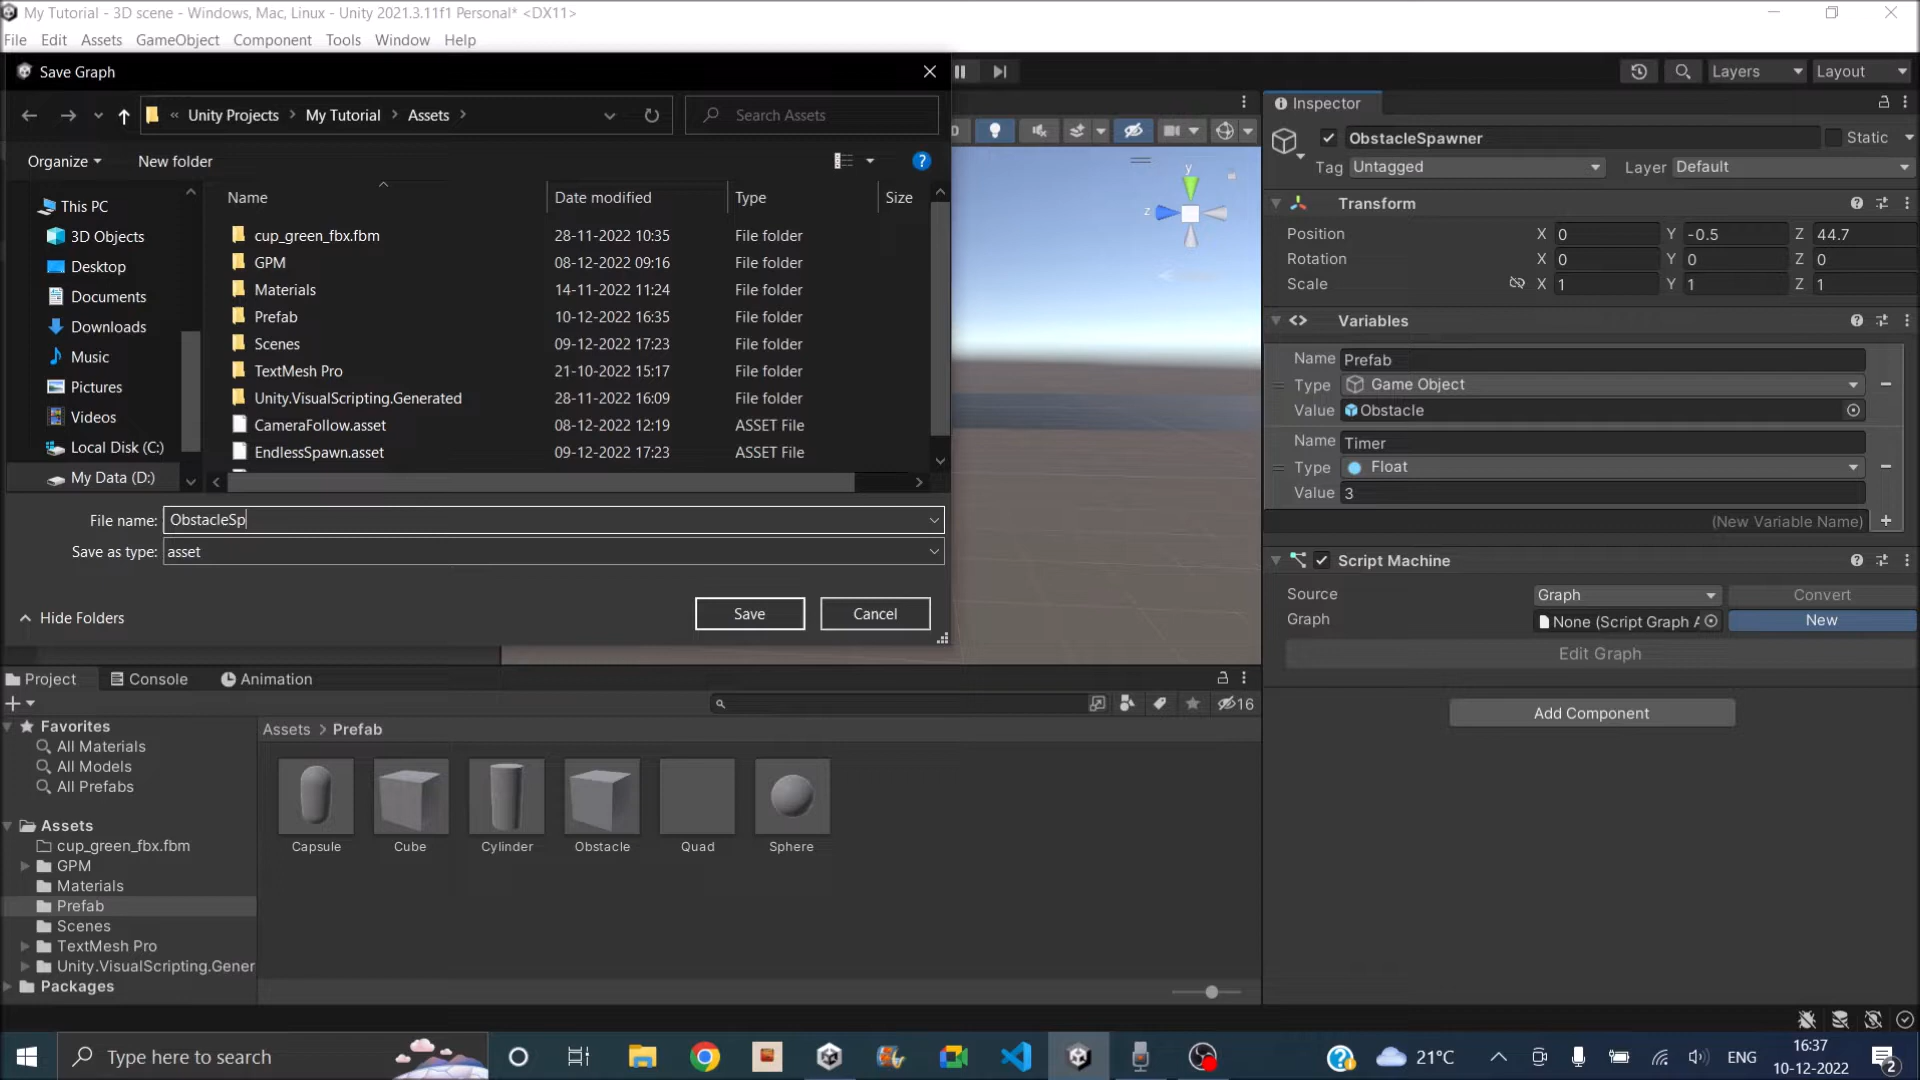 My Tutorial - 3D scene - Windows, Mac, Linux - Unity 2021.3.11f1 Personal* <DX11>
File Edit Assets GameObject Component Tools Window Help
Save Graph
Layers Layout
« Unity Projects My Tutorial Assets
Search Assets
Organize New folder
This PC
3D Objects
Desktop
Documents
Downloads
Music
Pictures
Videos
Local Disk (C:)
My Data (D:)
Name Date modified Type Size
cup_green_fbx.fbm 28-11-2022 10:35 File folder
GPM 08-12-2022 09:16 File folder
Materials 14-11-2022 11:24 File folder
Prefab 10-12-2022 16:35 File folder
Scenes 09-12-2022 17:23 File folder
TextMesh Pro 21-10-2022 15:17 File folder
Unity.VisualScripting.Generated 28-11-2022 16:09 File folder
CameraFollow.asset 08-12-2022 12:19 ASSET File
EndlessSpawn.asset 09-12-2022 17:23 ASSET File
File name: ObstacleSp
Save as type: asset
Hide Folders
Save Cancel
y
z
Inspector
ObstacleSpawner Static
Tag Untagged Layer Default
Transform
Position X 0 Y -0.5 Z 44.7
Rotation X 0 Y 0 Z 0
Scale X 1 Y 1 Z 1
Variables
Name Prefab
Type Game Object
Value Obstacle
Name Timer
Type Float
Value 3
(New Variable Name)
Script Machine
Source Graph Convert
Graph None (Script Graph A New
Edit Graph
Add Component
Project Console Animation
16
Favorites
All Materials
All Models
All Prefabs
Assets
cup_green_fbx.fbm
GPM
Materials
Prefab
Scenes
TextMesh Pro
Unity.VisualScripting.Gener
Packages
Assets > Prefab
Capsule Cube Cylinder Obstacle Quad Sphere
Type here to search
21°C
ENG
16:37
10-12-2022
2